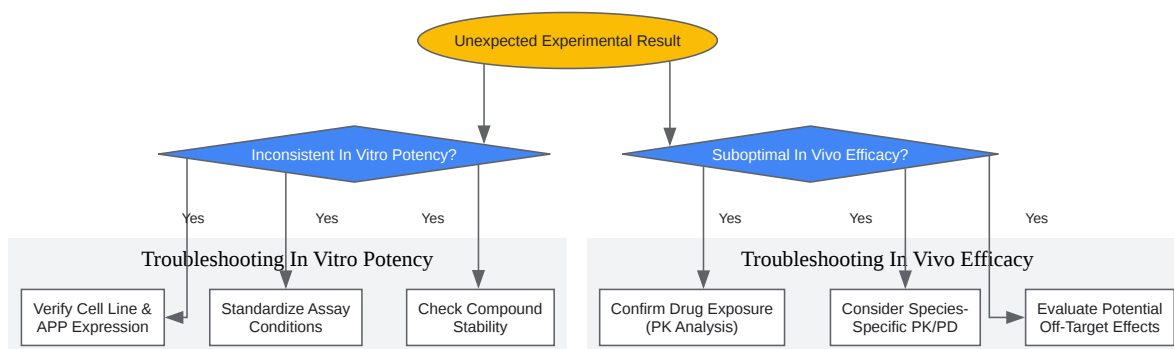 Unexpected Experimental Result
Inconsistent In Vitro Potency?
Suboptimal In Vivo Efficacy?
Yes
Yes
Yes
Yes
Yes
Yes
Troubleshooting In Vitro Potency
Troubleshooting In Vivo Efficacy
Verify Cell Line &
APP Expression
Standardize Assay
Conditions
Check Compound
Stability
Confirm Drug Exposure
(PK Analysis)
Consider Species-
Specific PK/PD
Evaluate Potential
Off-Target Effects